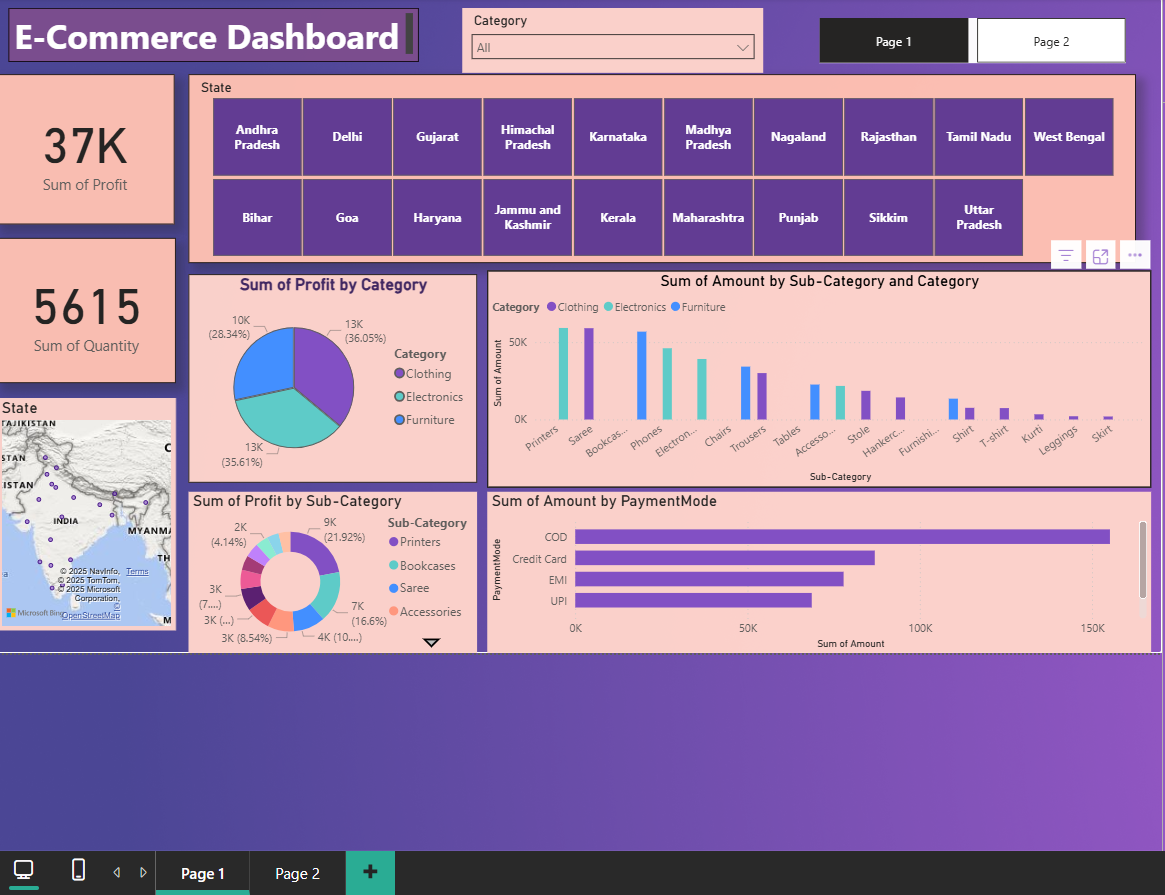 E-Commerce Dashboard
Category
All
Page 1
Page 2
37K
Sum of Profit
State
Andhra
Pradesh
Delhi
Gujarat
Himachal
Pradesh
Karnataka
Madhya
Pradesh
Nagaland
Rajasthan
Tamil Nadu
West Bengal
Bihar
Goa
Haryana
Jammu and
Kashmir
Kerala
Maharashtra
Punjab
Sikkim
Uttar
Pradesh
5615
Sum of Quantity
Sum of Profit by Category
10K
(28.34%)
13K
(36.05%)
13K
(35.61%)
Category
Clothing
Electronics
Furniture
Sum of Amount by Sub-Category and Category
Category Clothing Electronics Furniture
Sum of Amount
50K
0K
Printers
Saree
Bookcas...
Phones
Electron...
Chairs
Trousers
Tables
Accesso...
Stole
Hankerc...
Furnishi...
Shirt
T-shirt
Kurti
Leggings
Skirt
Sub-Category
State
TAJIKISTAN
STAN
ISTAN
INDIA
MYANMA
TH
C
a
M
© 2025 NavInfo,
© 2025 TomTom,
© 2025 Microsoft
Corporation,
©
OpenStreetMap
Terms
Microsoft Bing
Sum of Profit by Sub-Category
2K
(4.14%)
9K
(21.92%)
3K
(7....)
3K (...)
3K (8.54%)
4K (10....)
7K
(16.6%)
Sub-Category
Printers
Bookcases
Saree
Accessories
Sum of Amount by PaymentMode
PaymentMode
COD
Credit Card
EMI
UPI
0K
50K
100K
150K
Sum of Amount
Page 1
Page 2